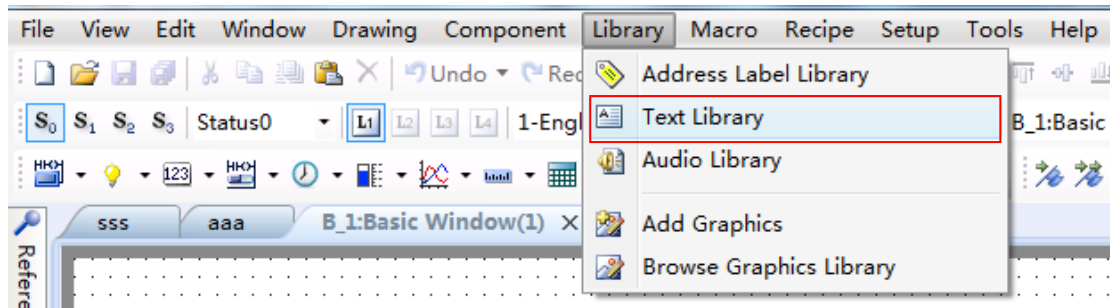 File View Edit Window Drawing Component Library Macro Recipe Setup Tools Help
Undo Rec Address Label Library
S0 S1 S2 S3 Status0 L1 L2 L3 L4 1-Engl Text Library B_1:Basic
123 Audio Library
sss aaa B_1:Basic Window(1) Add Graphics
Refere Browse Graphics Library